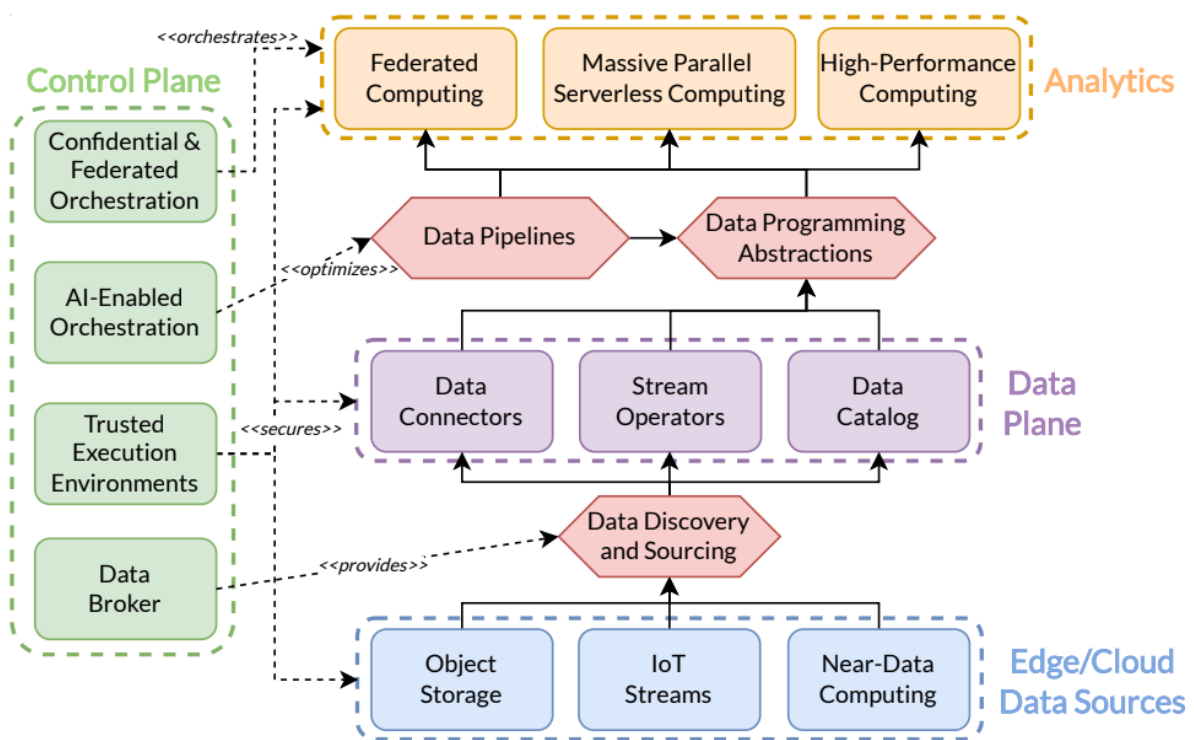 <<orchestrates>>
Federated
Computing
Massive Parallel
Serverless Computing
High-Performance
Computing
Analytics
Control Plane
Confidential &
Federated
Orchestration
Data Pipelines
Data Programming
Abstractions
<<optimizes>>
AI-Enabled
Orchestration
Data
Connectors
Stream
Operators
Data
Catalog
Data
Plane
Trusted
Execution
Environments
<<secures>>
Data Discovery
and Sourcing
<<provides>>
Data
Broker
Object
Storage
IoT
Streams
Near-Data
Computing
Edge/Cloud
Data Sources